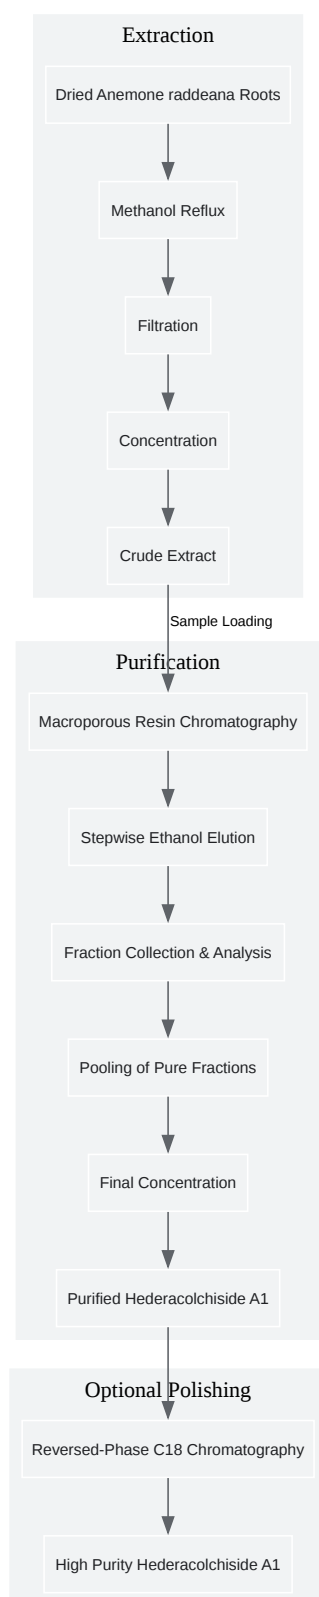 Extraction
Dried Anemone raddeana Roots
Methanol Reflux
Filtration
Concentration
Crude Extract
Sample Loading
Purification
Macroporous Resin Chromatography
Stepwise Ethanol Elution
Fraction Collection & Analysis
Pooling of Pure Fractions
Final Concentration
Purified Hederacolchiside A1
Optional Polishing
Reversed-Phase C18 Chromatography
High Purity Hederacolchiside A1